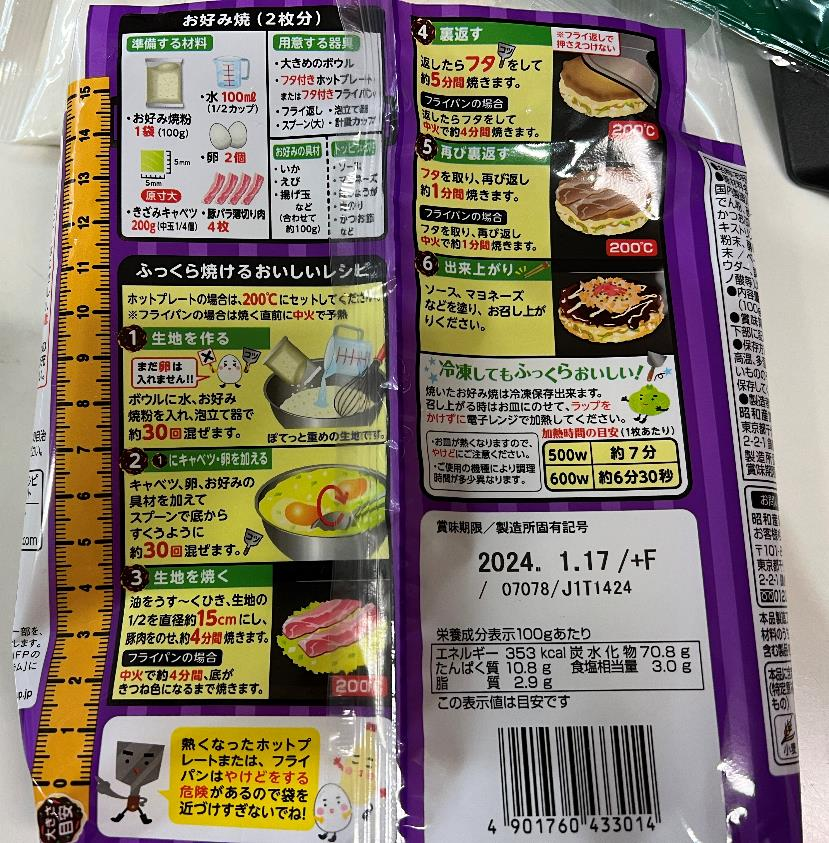 お好み焼(2枚分)
準備する材料
・お好み焼粉
1袋(100g)
・水 100㎖
(1/2カップ)
・卵 2個
5mm
5mm
原寸大
・きざみキャベツ
200g(中玉1/4個)
・豚バラ薄切り肉
4枚
用意する器具
・大きめのボウル
・フタ付きホットプレート
またはフタ付きフライパン
・フライ返し ・泡立て器
・スプーン(大) ・計量カップ
お好みの具材
・いか
・えび
・揚げ玉
など
(合わせて
約100g)
・かつお節
など
ふっくら焼けるおいしいレシピ
ホットプレートの場合は、200℃にセットしてください
※フライパンの場合は焼く直前に中火で予熱
1 生地を作る
まだ卵は
入れません!!
コツ
ボウルに水、お好み
焼粉を入れ、泡立て器で
約30回混ぜます。
ぽてっと重めの生地です。
2 1にキャベツ・卵を加える
キャベツ、卵、お好みの
具材を加えて
スプーンで底から
すくうように
約30回混ぜます。
コツ
3 生地を焼く
油をうす~くひき、生地の
1/2を直径約15cmにし、
豚肉をのせ、約4分間焼きます。
フライパンの場合
中火で約4分間、底が
きつね色になるまで焼きます。
200℃
熱くなったホットプ
レートまたは、フライ
パンはやけどをする
危険があるので袋を
近づけすぎないでね!
15
14
13
12
11
10
9
8
7
6
5
4
3
2
1
0
大きさ
目安
4 裏返す
※フライ返しで
押さえつけない
コツ
返したらフタをして
約5分間焼きます。
フライパンの場合
返したらフタをして
中火で約4分間焼きます。
200℃
5 再び裏返す
フタを取り、再び返し
約1分間焼きます。
フライパンの場合
フタを取り、再び返し
中火で約1分間焼きます。
200℃
6 出来上がり
ソース、マヨネーズ
などを塗り、お召し上が
りください。
冷凍してもふっくらおいしい!
焼いたお好み焼は冷凍保存出来ます。
召し上がる時はお皿にのせて、ラップを
かけずに電子レンジで加熱してください。
・お皿が熱くなりますので、
やけどにご注意ください。
・ご使用の機種により調理
時間が多少異なります。
加熱時間の目安(1枚あたり)
500w 約7分
600w 約6分30秒
賞味期限/製造所固有記号
2024. 1.17 /+F
/ 07078/J1T1424
栄養成分表示100gあたり
エネルギー 353 kcal 炭水化物 70.8 g
たんぱく質 10.8 g 食塩相当量 3.0 g
脂質 2.9 g
この表示値は目安です
4 901760 433014